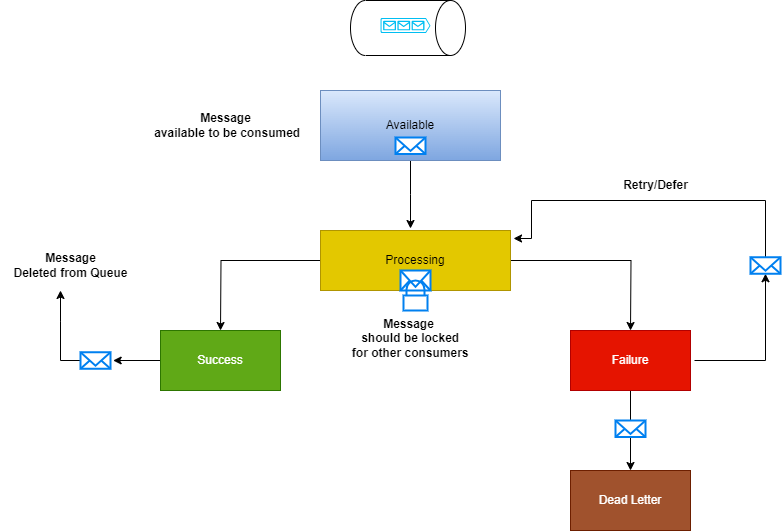 Message
available to be consumed
Available
Retry/Defer
Processing
Message
Deleted from Queue
Message
should be locked
for other consumers
Success
Failure
Dead Letter